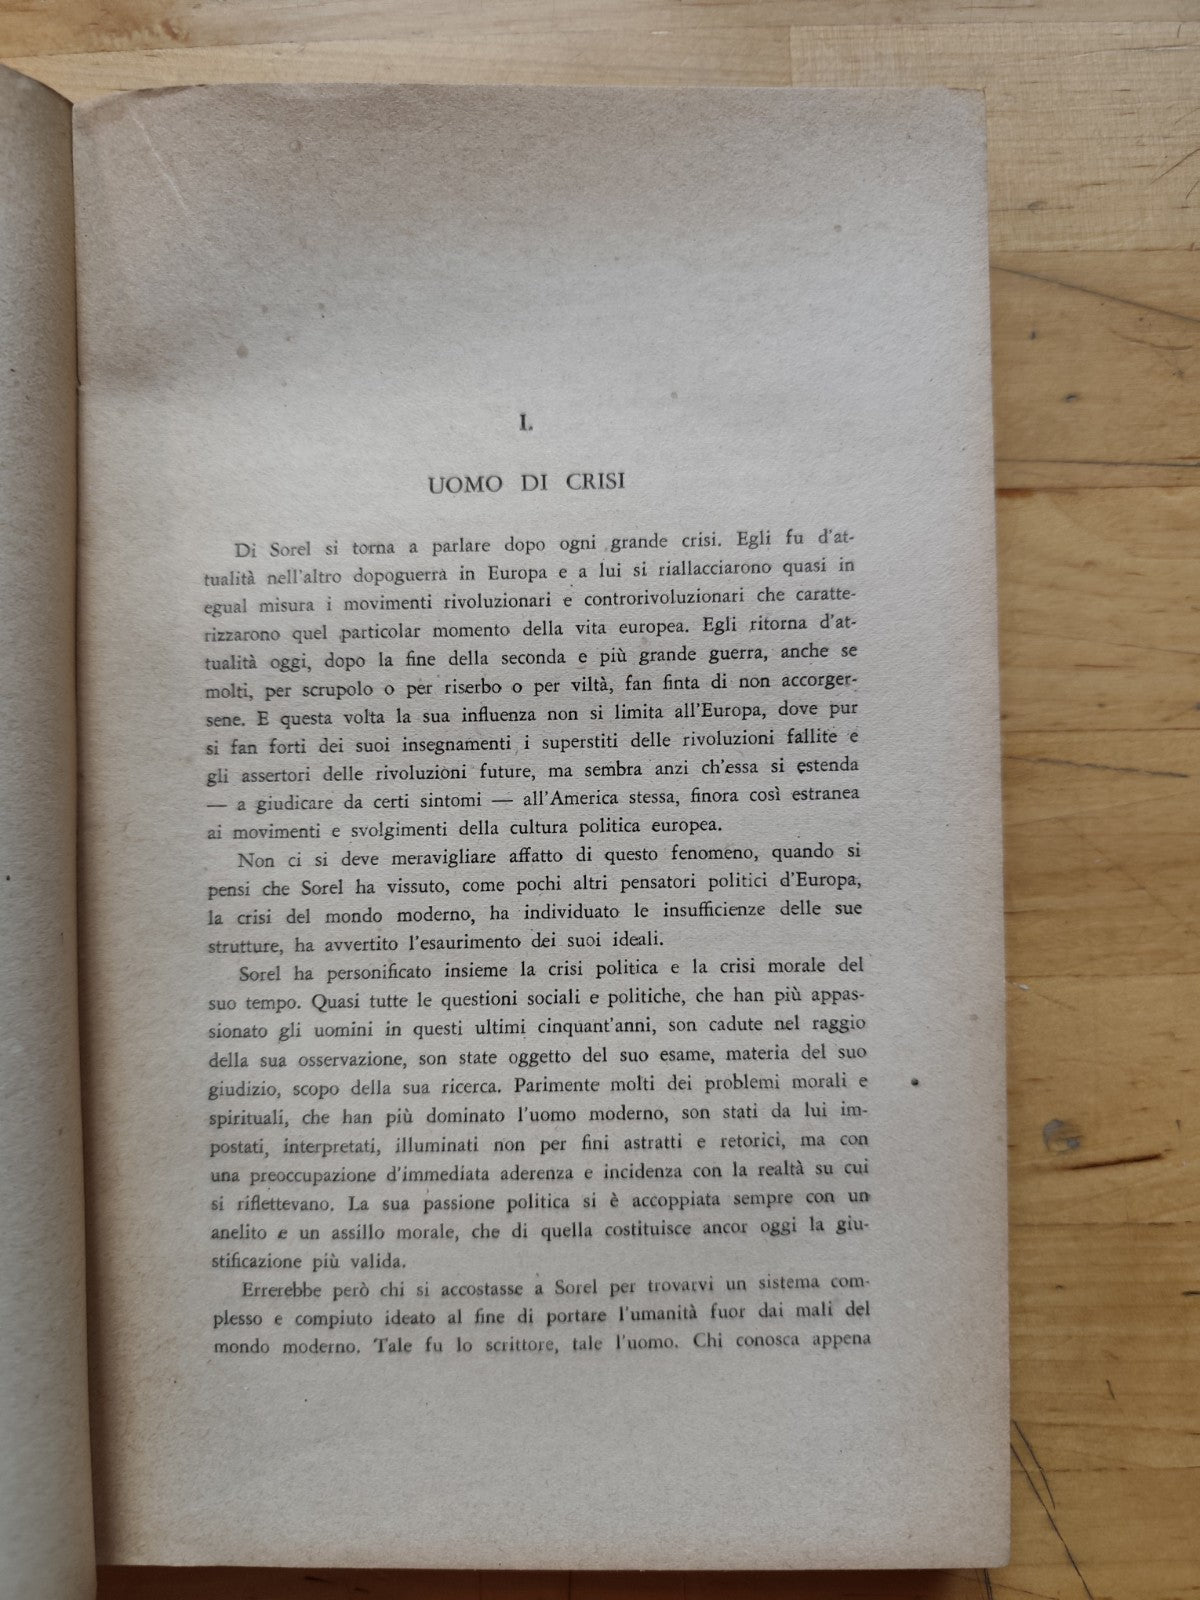 I.
UOMO DI CRISI
Di Sorel si torna a parlare dopo ogni grande crisi. Egli fu d'at-
tualità nell'altro dopoguerra in Europa e a lui si riallacciarono quasi in
egual misura i movimenti rivoluzionari e controrivoluzionari che caratte-
rizzarono quel particolar momento della vita europea. Egli ritorna d'at-
tualità oggi, dopo la fine della seconda e più grande guerra, anche se
molti, per scrupolo o per riserbo o per viltà, fan finta di non accorger-
sene. E questa volta la sua influenza non si limita all'Europa, dove pur
si fan forti dei suoi insegnamenti i superstiti delle rivoluzioni fallite e
gli assertori delle rivoluzioni future, ma sembra anzi ch'essa si estenda
— a giudicare da certi sintomi — all'America stessa, finora così estranea
ai movimenti e svolgimenti della cultura politica europea.
Non ci si deve meravigliare affatto di questo fenomeno, quando si
pensi che Sorel ha vissuto, come pochi altri pensatori politici d'Europa,
la crisi del mondo moderno, ha individuato le insufficienze delle sue
strutture, ha avvertito l'esaurimento dei suoi ideali.
Sorel ha personificato insieme la crisi politica e la crisi morale del
suo tempo. Quasi tutte le questioni sociali e politiche, che han più appas-
sionato gli uomini in questi ultimi cinquant'anni, son cadute nel raggio
della sua osservazione, son state oggetto del suo esame, materia del suo
giudizio, scopo della sua ricerca. Parimente molti dei problemi morali e
spirituali, che han più dominato l'uomo moderno, son stati da lui im-
postati, interpretati, illuminati non per fini astratti e retorici, ma con
una preoccupazione d'immediata aderenza e incidenza con la realtà su cui
si riflettevano. La sua passione politica si è accoppiata sempre con un
anelito e un assillo morale, che di quella costituisce ancor oggi la giu-
stificazione più valida.
Errerebbe però chi si accostasse a Sorel per trovarvi un sistema com-
plesso e compiuto ideato al fine di portare l'umanità fuor dai mali del
mondo moderno. Tale fu lo scrittore, tale l'uomo. Chi conosca appena